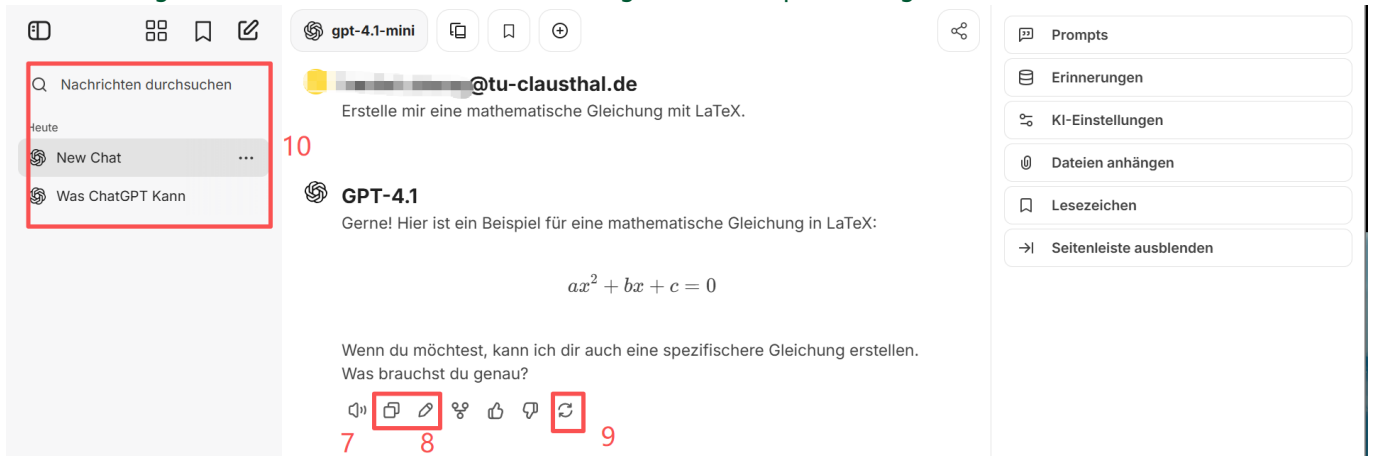 gpt-4.1-mini
Nachrichten durchsuchen
Heute
New Chat
Was ChatGPT Kann
10
@tu-clausthal.de
Erstelle mir eine mathematische Gleichung mit LaTeX.
GPT-4.1
Gerne! Hier ist ein Beispiel für eine mathematische Gleichung in LaTeX:
ax² + bx + c = 0
Wenn du möchtest, kann ich dir auch eine spezifischere Gleichung erstellen.
Was brauchst du genau?
7 8 9
Prompts
Erinnerungen
KI-Einstellungen
Dateien anhängen
Lesezeichen
Seitenleiste ausblenden